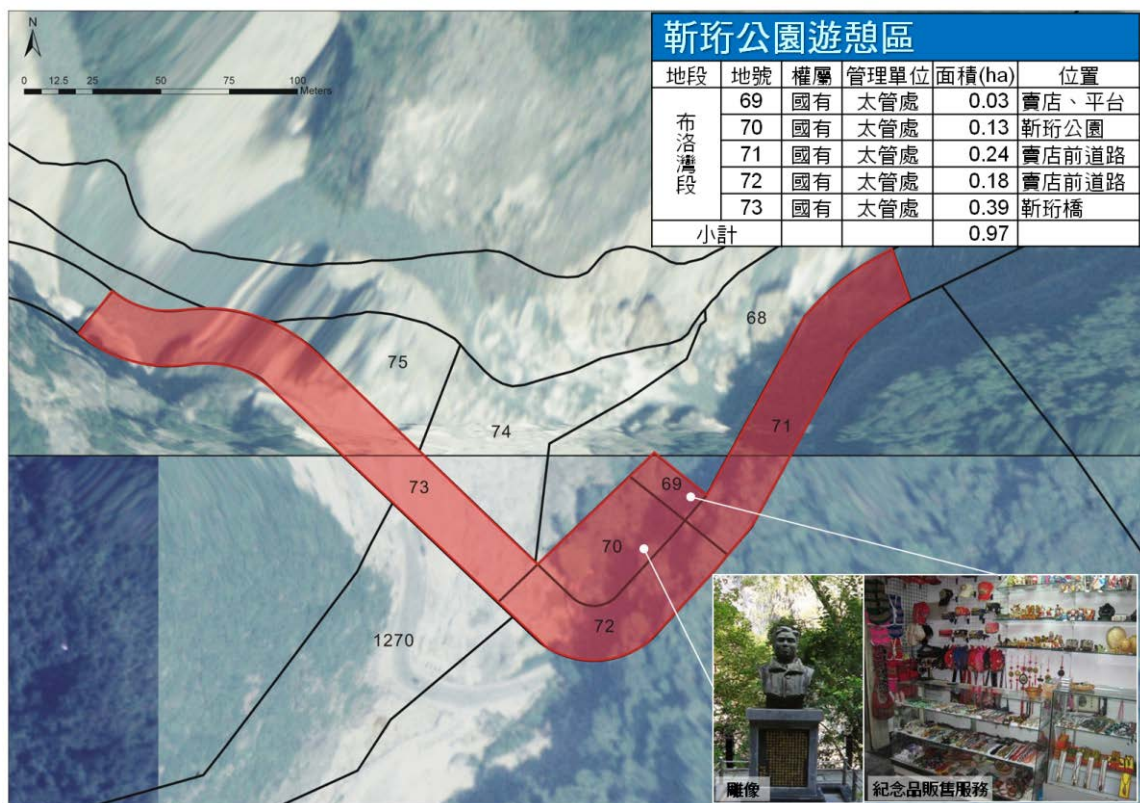 N
0 12.5 25 50 75 100
Meters
靳珩公園遊憩區
地段 地號 權屬 管理單位 面積(ha) 位置
布洛灣段
69 國有 太管處 0.03 賣店、平台
70 國有 太管處 0.13 靳珩公園
71 國有 太管處 0.24 賣店前道路
72 國有 太管處 0.18 賣店前道路
73 國有 太管處 0.39 靳珩橋
小計 0.97
68
75
74
71
73
69
70
72
1270
雕像
紀念品販售服務